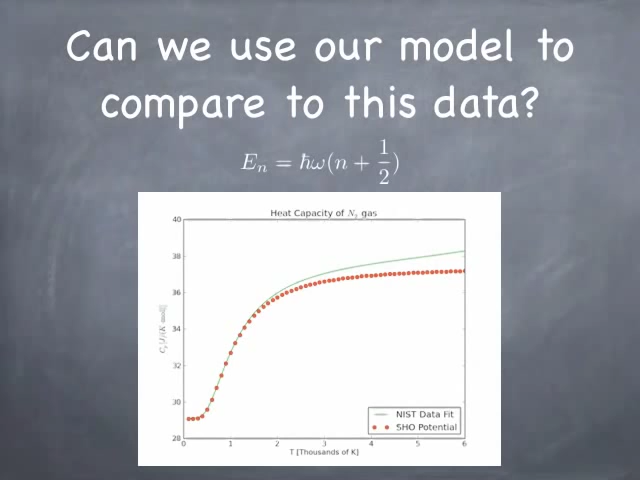 Can we use our model to
compare to this data?
E_n = ħω(n + 1/2)
Heat Capacity of N₂ gas
40
38
36
34
32
30
28
0 1 2 3 4 5 6
T [Thousands of K]
NIST Data Fit
SHO Potential